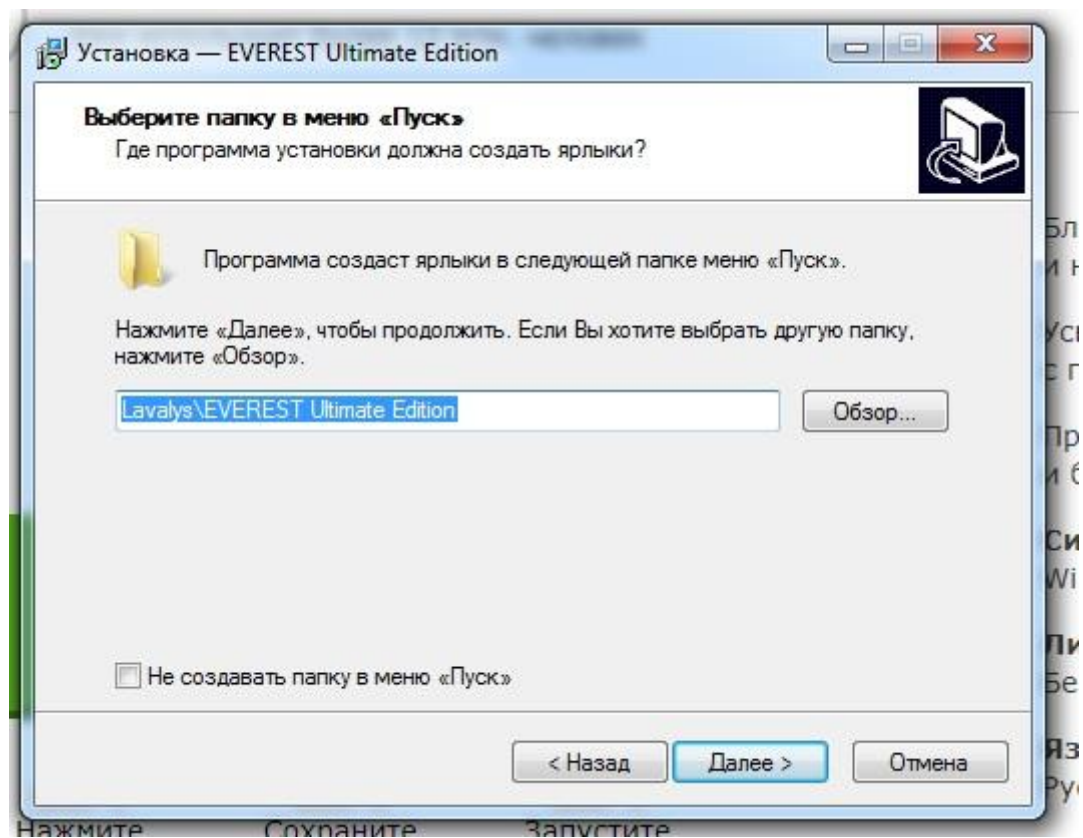 Установка — EVEREST Ultimate Edition
Выберите папку в меню «Пуск»
Где программа установки должна создать ярлыки?
Программа создаст ярлыки в следующей папке меню «Пуск».
Нажмите «Далее», чтобы продолжить. Если Вы хотите выбрать другую папку,
нажмите «Обзор».
Lavalys\EVEREST Ultimate Edition
Обзор...
Не создавать папку в меню «Пуск»
< Назад
Далее >
Отмена
Нажмите
Сохраните
Запустите